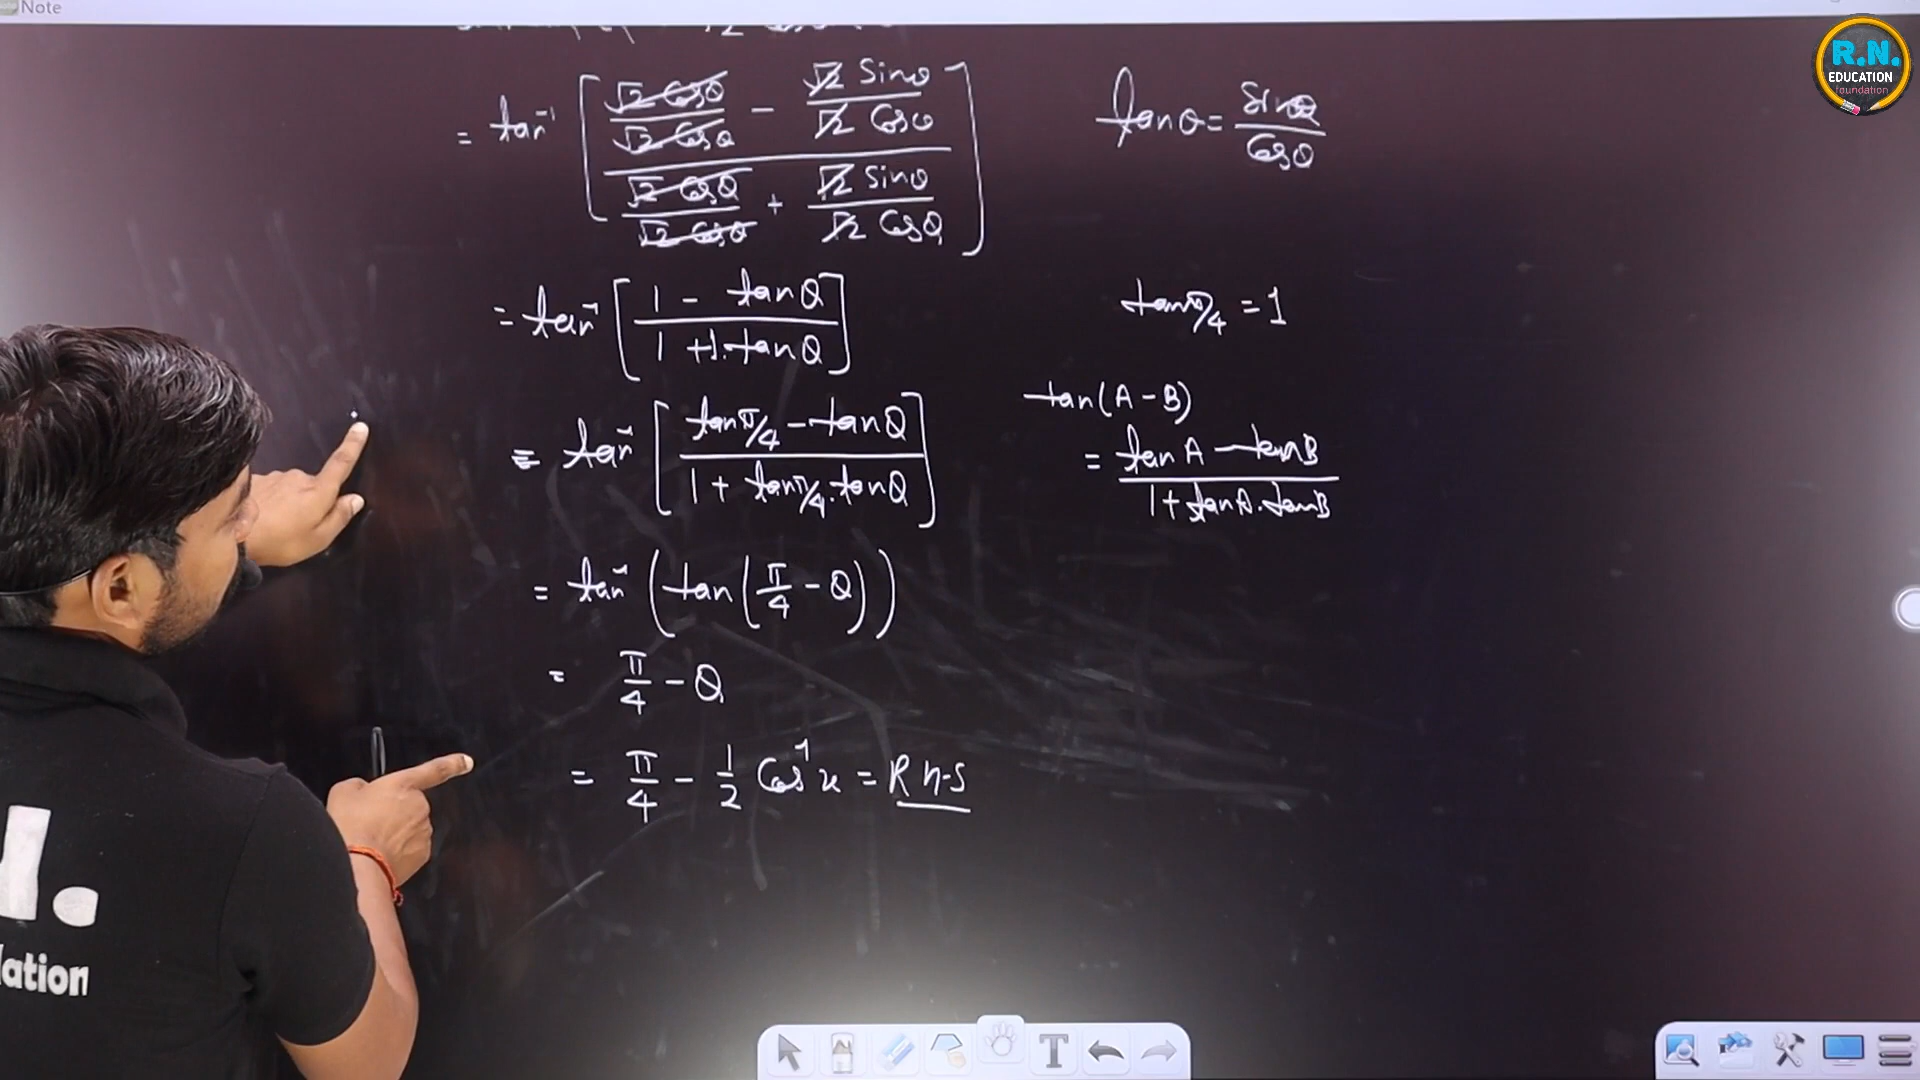 Note
R.N.
EDUCATION
foundation
= tan⁻¹ [ (√2 Cosθ/√2 Cosθ - √2 Sinθ/√2 Cosθ) / (√2 Cosθ/√2 Cosθ + √2 Sinθ/√2 Cosθ) ]
tanθ = Sinθ/Cosθ
= tan⁻¹ [ (1 - tanθ) / (1 + 1.tanθ) ]
tanπ/4 = 1
= tan⁻¹ [ (tanπ/4 - tanθ) / (1 + tanπ/4 . tanθ) ]
tan(A - B)
= (tanA - tanB) / (1 + tanA . tanB)
= tan⁻¹ (tan(π/4 - θ))
= π/4 - θ
= π/4 - 1/2 Cos⁻¹ x = R.H.S
.
dation
T